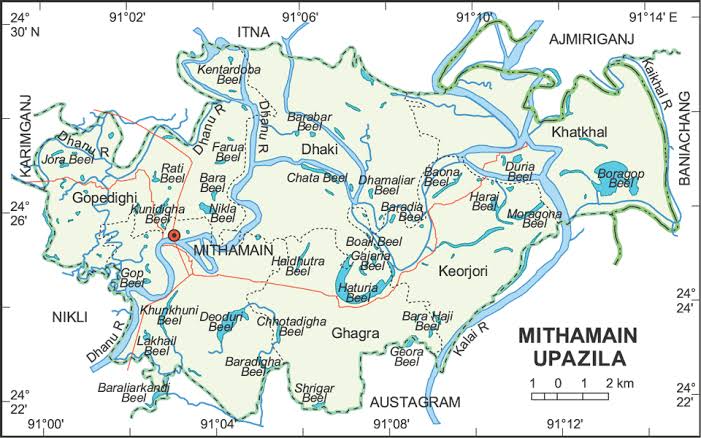 91°02'
91°06'
91°10'
91°14' E
24°
30' N
ITNA
AJMIRIGANJ
Kentardoba
Beel
Kaikhal R
KARIMGANJ
Dhanu R
Dhanu R
Dhanu R
Barabar
Beel
Khatkhal
BANIACHANG
Jora Beel
Farua
Beel
Dhaki
Rati
Beel
Bara
Beel
Chata Beel
Dhamaliar
Beel
Baona
Beel
Duria
Beel
Boragop
Beel
Gopedighi
Kunidigha
Beel
Nikla
Beel
Baradia
Beel
Haraj
Beel
Moragoha
Beel
24°
26'
MITHAMAIN
Boali Beel
Gajaria
Beel
Haidhutra
Beel
Keorjori
Gop
Beel
Haturia
Beel
24°
24'
NIKLI
Khunkhuni
Beel
Deoduri
Beel
Chhotadigha
Beel
Ghagra
Bara Haji
Beel
Kalai R
MITHAMAIN
UPAZILA
Dhanu R
Lakhail
Beel
Baradigha
Beel
Geora
Beel
1 0 1 2 km
Baraliarkandi
Beel
Shrigar
Beel
AUSTAGRAM
24°
22'
24°
22'
91°00'
91°04'
91°08'
91°12'